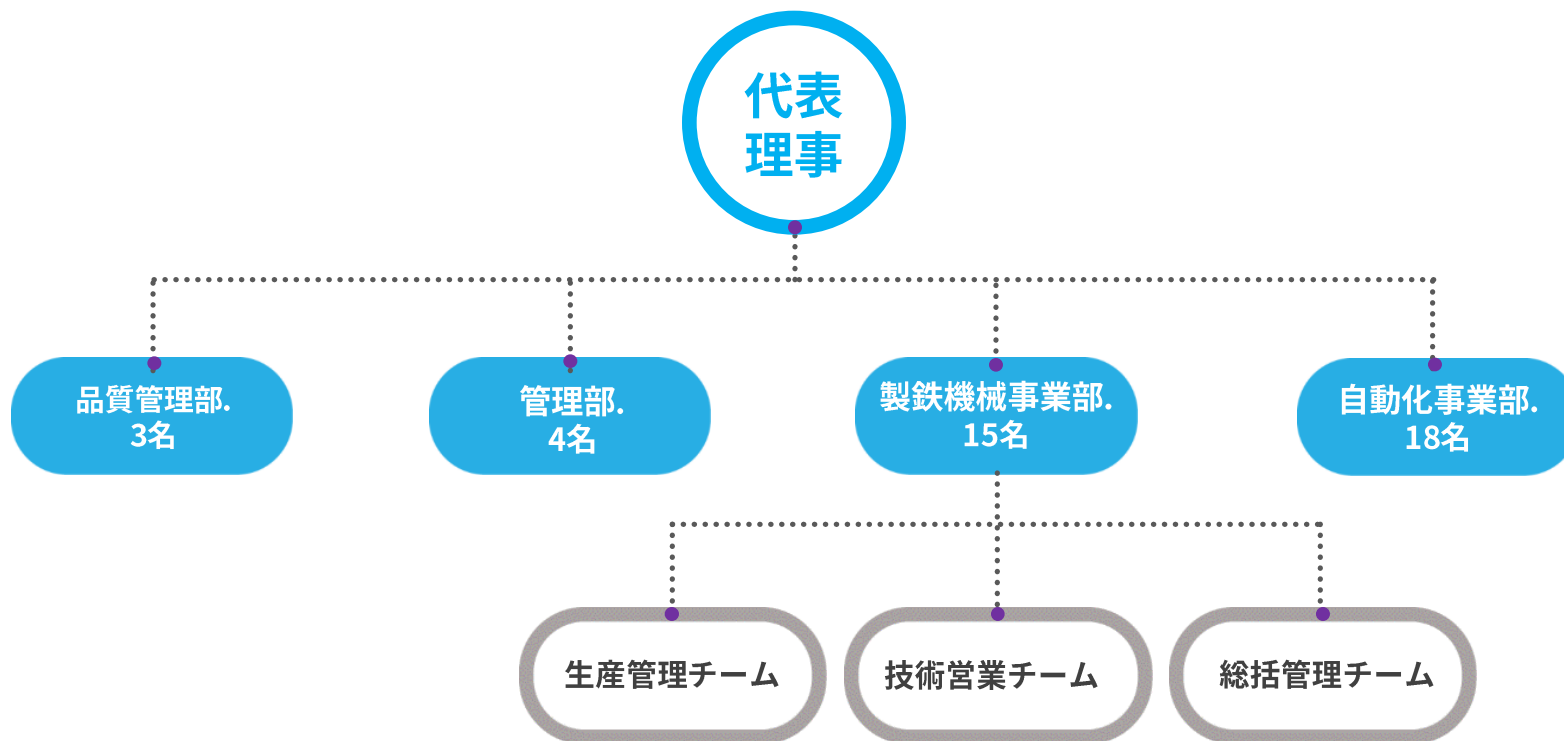 代表
理事
品質管理部.
3名
管理部.
4名
製鉄機械事業部.
15名
自動化事業部.
18名
生産管理チーム
技術営業チーム
総括管理チーム